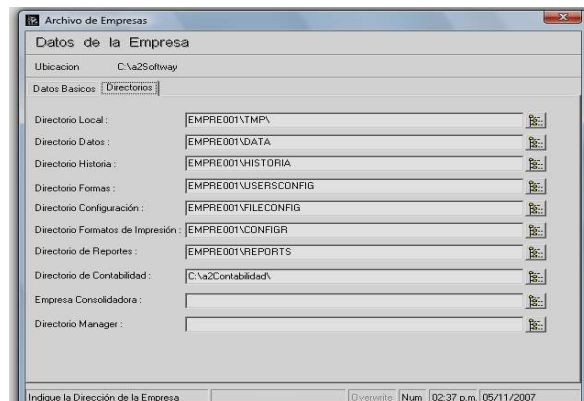 Archivo de Empresas
Datos de la Empresa
Ubicacion C:\a2Softway
Datos Basicos Directorios
Directorio Local : EMPRE001\TMP\
Directorio Datos : EMPRE001\DATA
Directorio Historia : EMPRE001\HISTORIA
Directorio Formas : EMPRE001\USERSCONFIG
Directorio Configuración : EMPRE001\FILECONFIG
Directorio Formatos de Impresión : EMPRE001\CONFIGR
Directorio de Reportes : EMPRE001\REPORTS
Directorio de Contabilidad : C:\a2Contabilidad\
Empresa Consolidadora :
Directorio Manager :
Indique la Dirección de la Empresa Overwrite Num 02:37 p.m. 05/11/2007